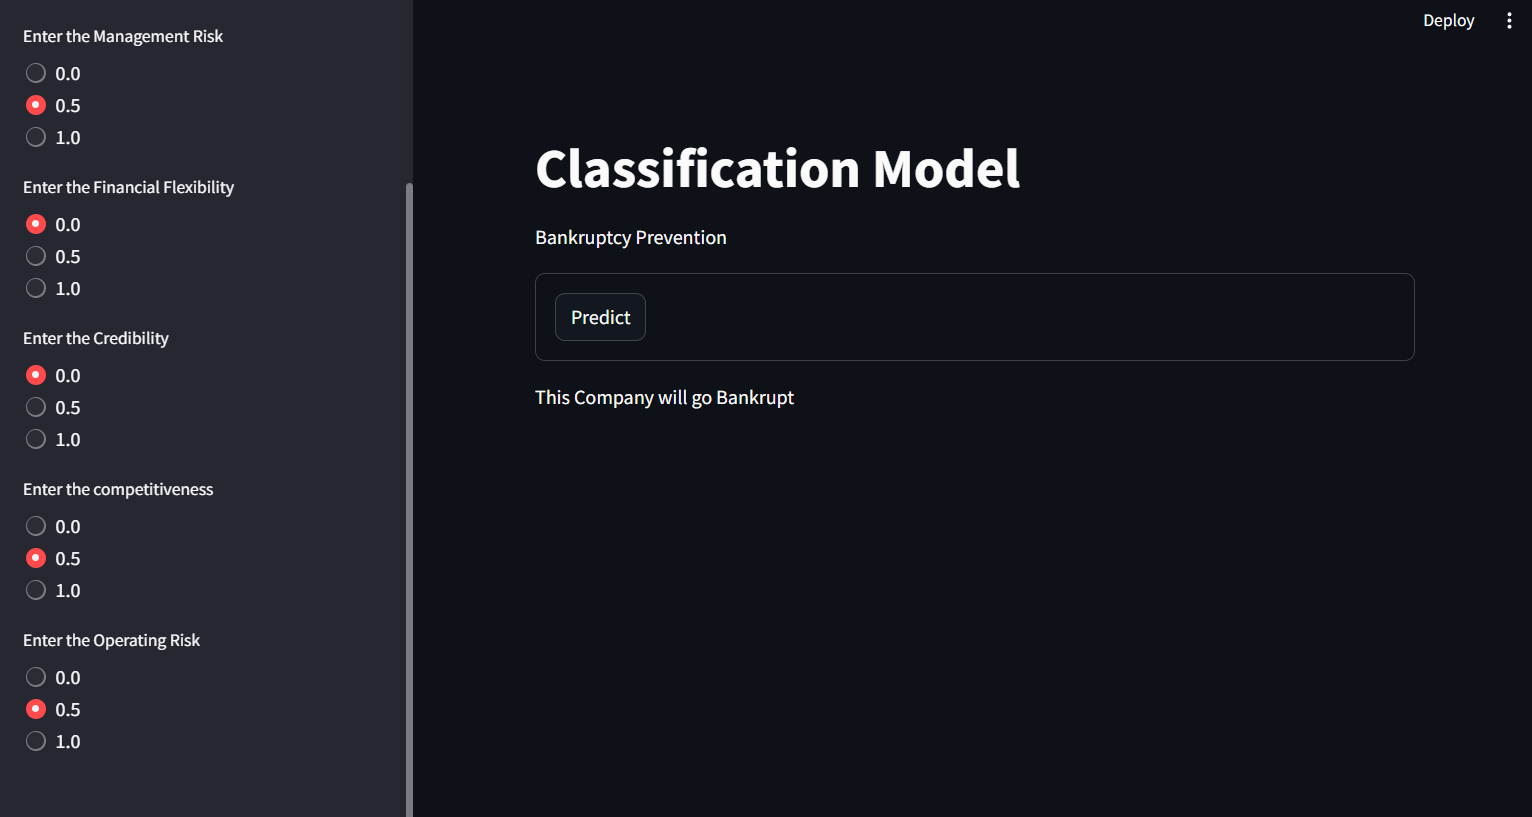 Enter the Management Risk
0.0
0.5
1.0
Enter the Financial Flexibility
0.0
0.5
1.0
Enter the Credibility
0.0
0.5
1.0
Enter the competitiveness
0.0
0.5
1.0
Enter the Operating Risk
0.0
0.5
1.0
Deploy
Classification Model
Bankruptcy Prevention
Predict
This Company will go Bankrupt